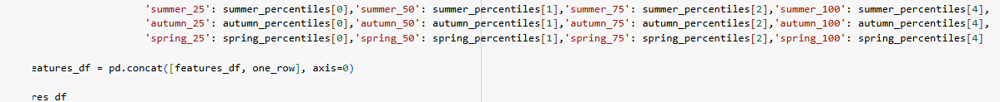 'summer_25': summer_percentiles[0],'summer_50': summer_percentiles[1],'summer_75': summer_percentiles[2],'summer_100': summer_percentiles[4],
'autumn_25': autumn_percentiles[0],'autumn_50': autumn_percentiles[1],'autumn_75': autumn_percentiles[2],'autumn_100': autumn_percentiles[4],
'spring_25': spring_percentiles[0],'spring_50': spring_percentiles[1],'spring_75': spring_percentiles[2],'spring_100': spring_percentiles[4]
eatures_df = pd.concat([features_df, one_row], axis=0)
res_df